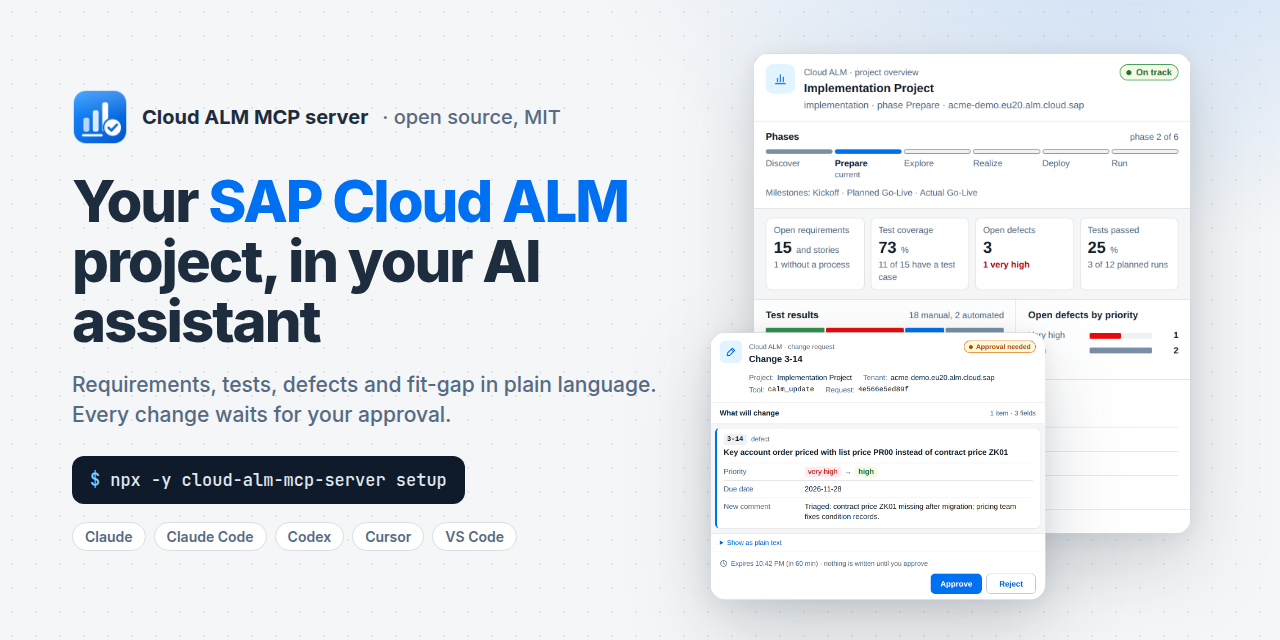 Cloud ALM MCP server · open source, MIT
Your SAP Cloud ALM
project, in your AI
assistant
Requirements, tests, defects and fit-gap in plain language.
Every change waits for your approval.
$ npx -y cloud-alm-mcp-server setup
Claude
Claude Code
Codex
Cursor
VS Code
Cloud ALM · project overview
On track
Implementation Project
implementation · phase Prepare · acme-demo.eu20.alm.cloud.sap
Phases
phase 2 of 6
Discover
Prepare
current
Explore
Realize
Deploy
Run
Milestones: Kickoff · Planned Go-Live · Actual Go-Live
Open requirements
15 and stories
1 without a process
Test coverage
73 %
11 of 15 have a test
case
Open defects
3
1 very high
Tests passed
25 %
3 of 12 planned runs
Test results
18 manual, 2 automated
Open defects by priority
high
1
2
Cloud ALM · change request
Approval needed
Change 3-14
Project: Implementation Project Tenant: acme-demo.eu20.alm.cloud.sap
Tool: calm_update Request: 4e566e5ed89f
What will change
1 item · 3 fields
3-14 defect
Key account order priced with list price PR00 instead of contract price ZK01
Priority
very high → high
Due date
2026-11-28
New comment
Triaged: contract price ZK01 missing after migration; pricing team
fixes condition records.
Show as plain text
Expires 10:42 PM (in 60 min) · nothing is written until you approve
Approve
Reject